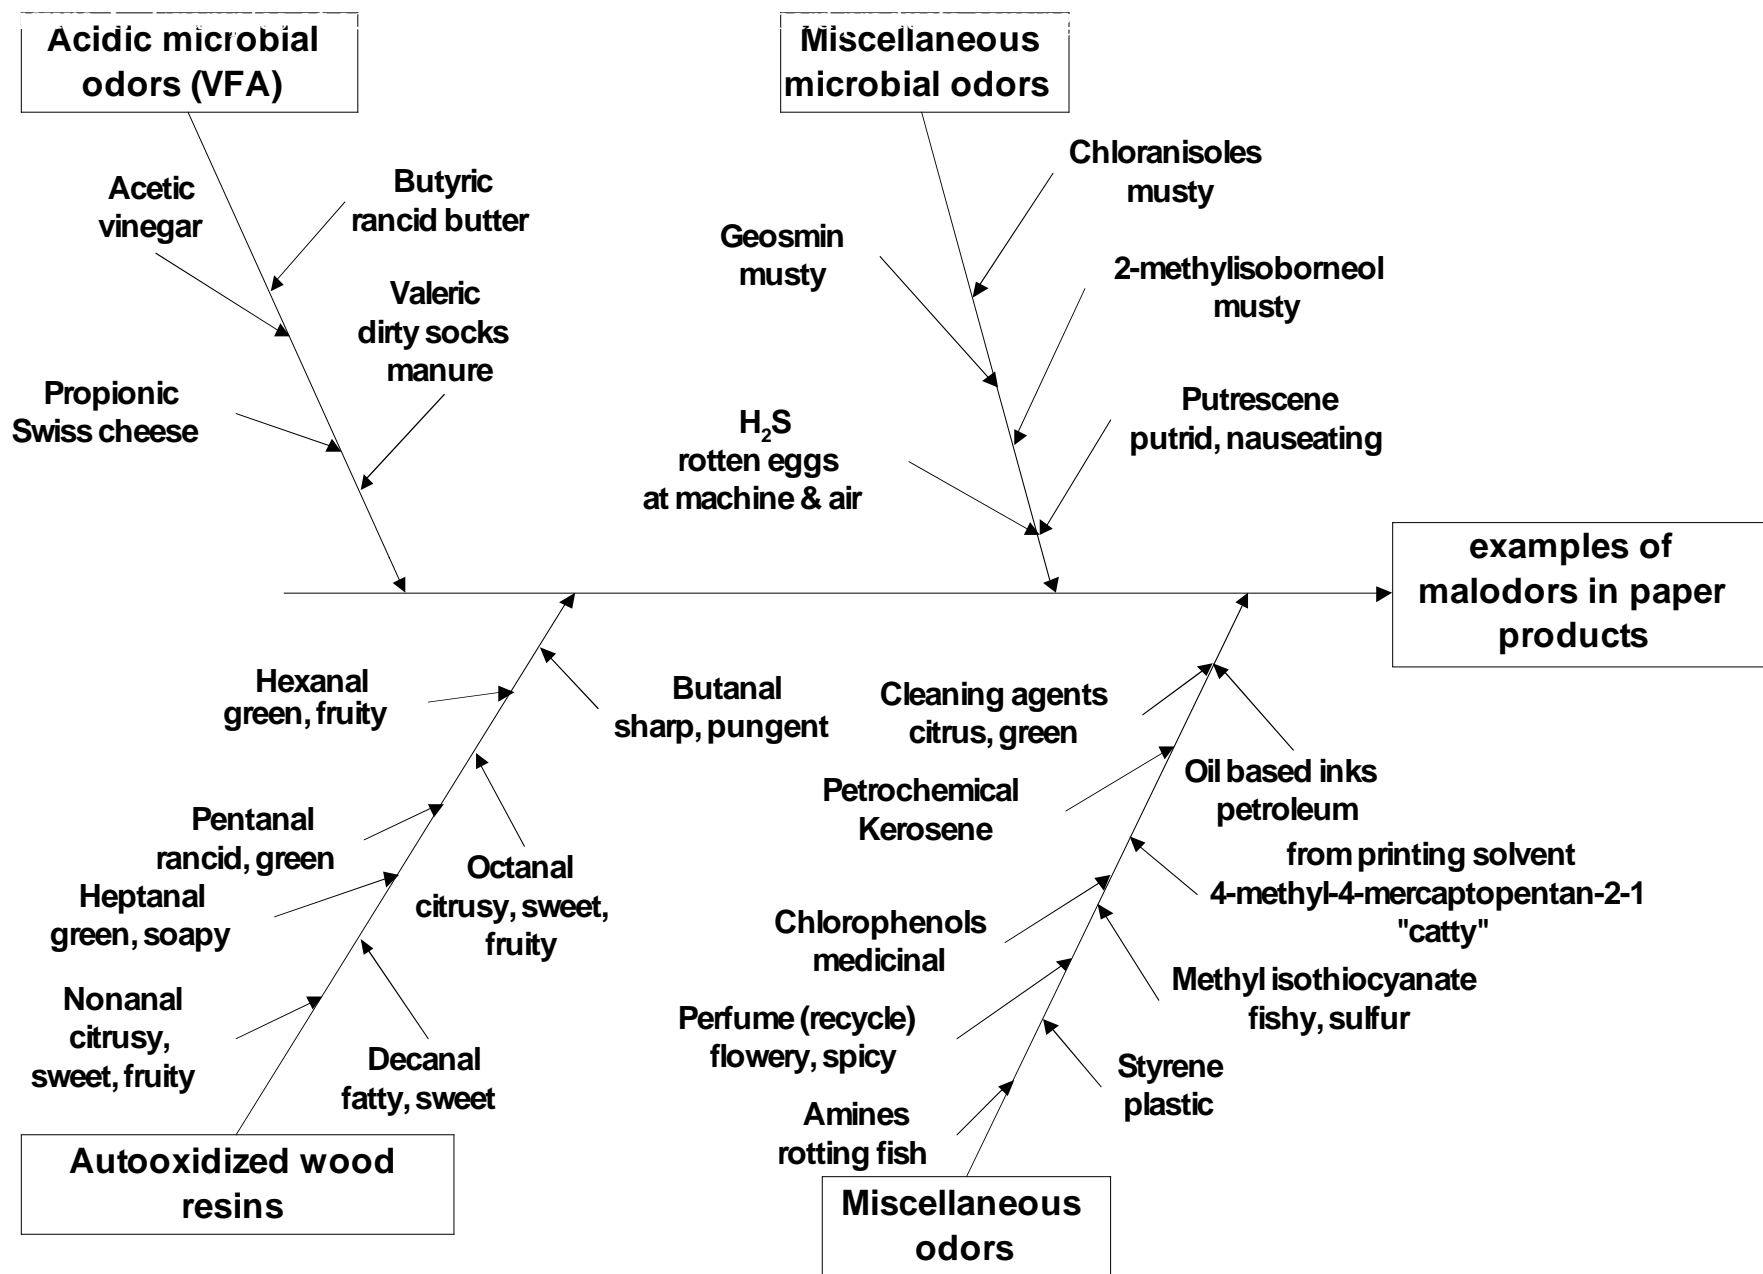 Acidic microbial
odors (VFA)
Miscellaneous
microbial odors
Acetic
vinegar
Butyric
rancid butter
Valeric
dirty socks
manure
Propionic
Swiss cheese
Chloranisoles
musty
Geosmin
musty
2-methylisoborneol
musty
H₂S
rotten eggs
at machine & air
Putrescene
putrid, nauseating
examples of
malodors in paper
products
Hexanal
green, fruity
Butanal
sharp, pungent
Pentanal
rancid, green
Heptanal
green, soapy
Octanal
citrusy, sweet,
fruity
Nonanal
citrusy,
sweet, fruity
Decanal
fatty, sweet
Autooxidized wood
resins
Cleaning agents
citrus, green
Oil based inks
petroleum
Petrochemical
Kerosene
from printing solvent
4-methyl-4-mercaptopentan-2-1
"catty"
Chlorophenols
medicinal
Methyl isothiocyanate
fishy, sulfur
Perfume (recycle)
flowery, spicy
Styrene
plastic
Amines
rotting fish
Miscellaneous
odors